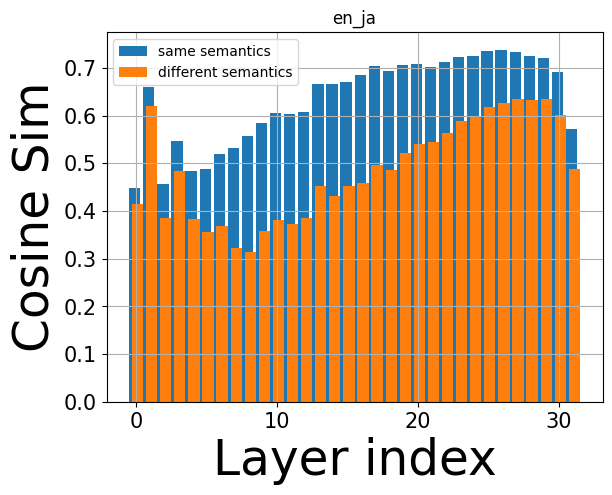 en_ja
same semantics
different semantics
Cosine Sim
0.7
0.6
0.5
0.4
0.3
0.2
0.1
0.0
0 10 20 30
Layer index